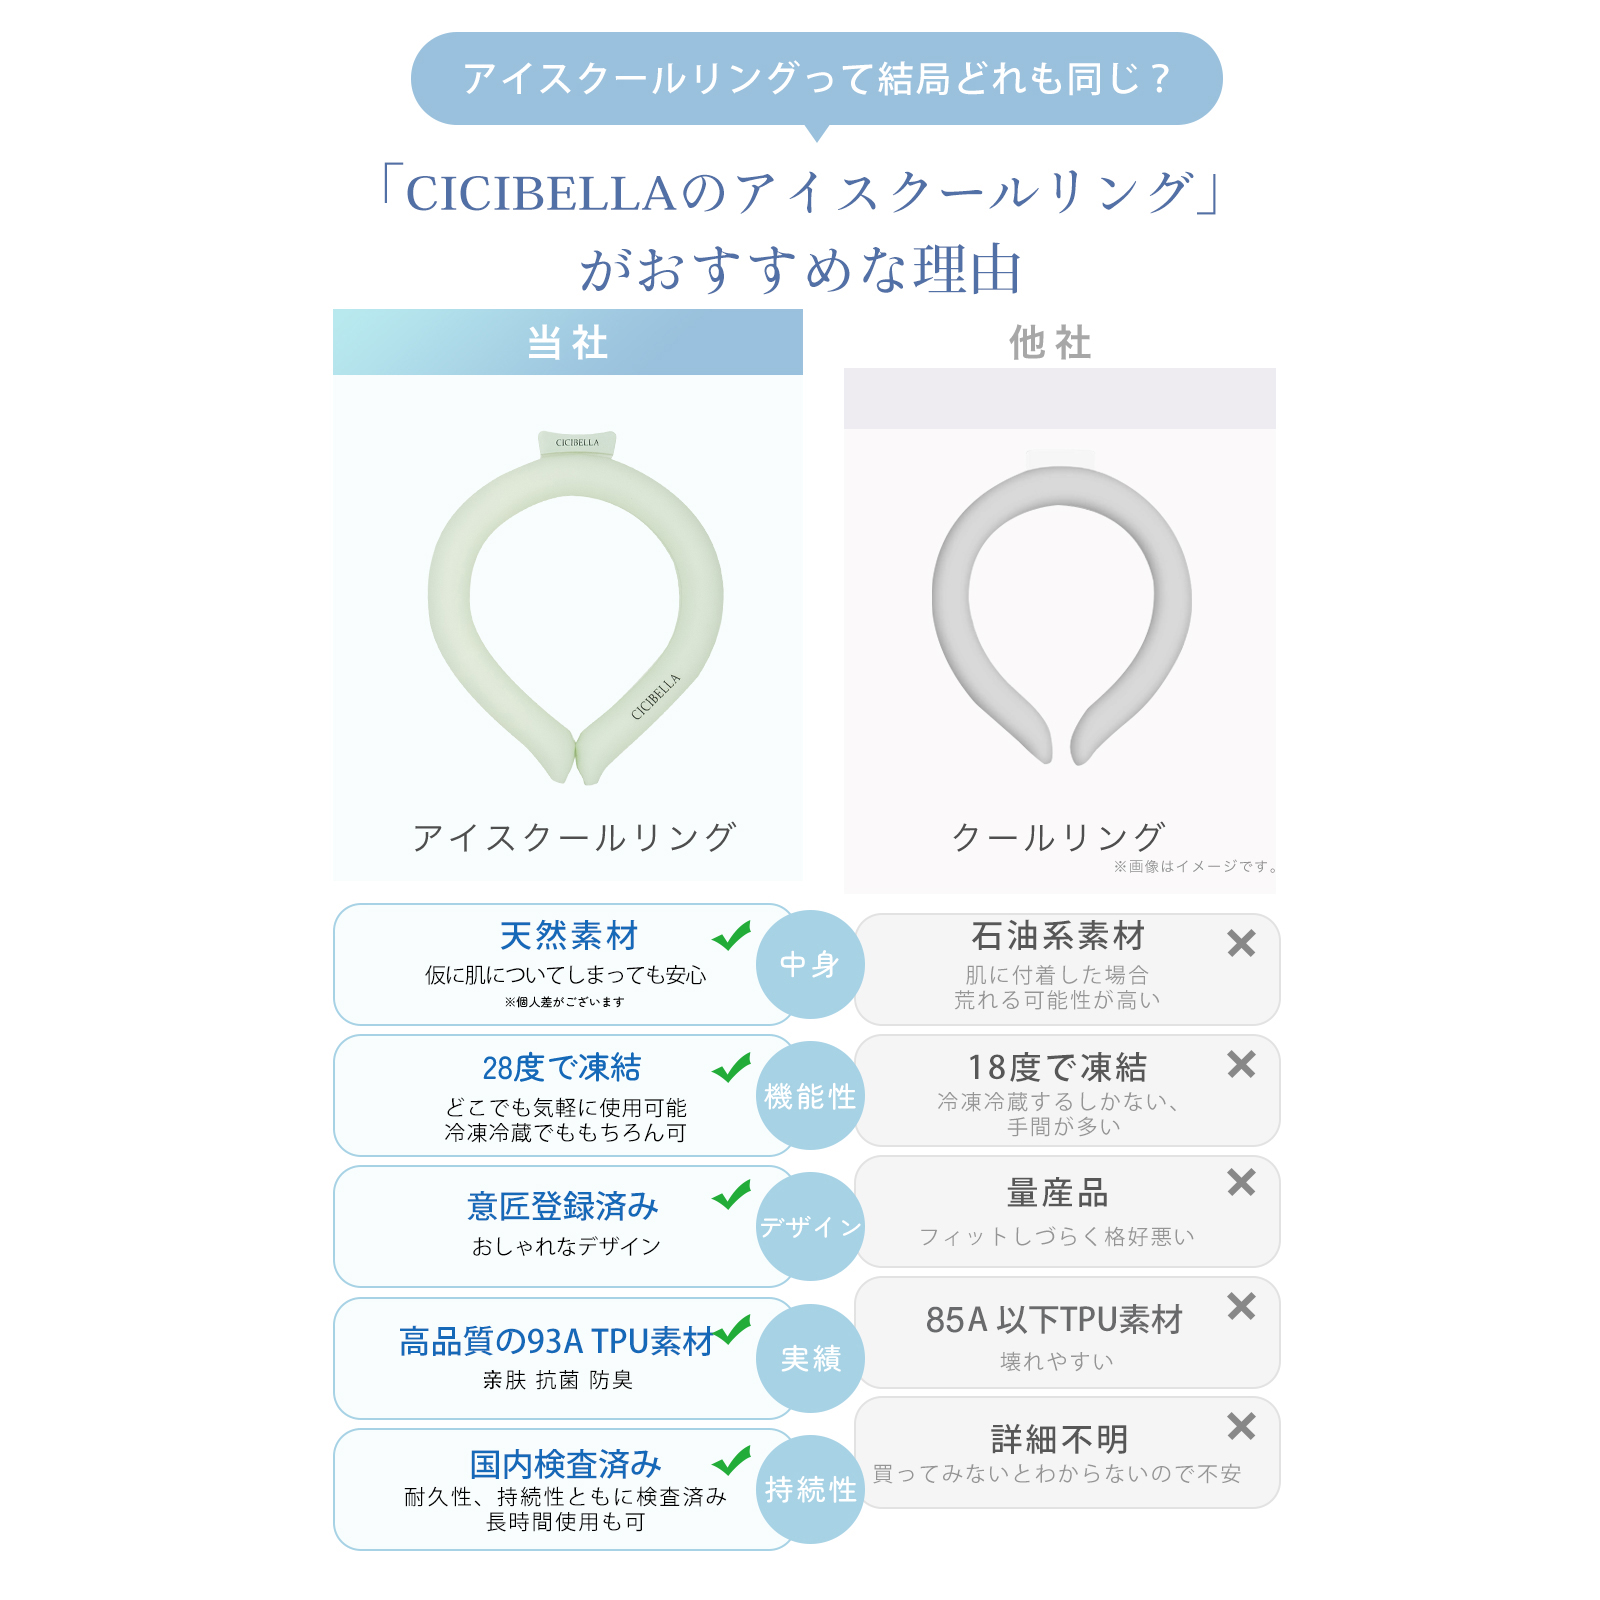 アイスクールリングって結局どれも同じ？
「CICIBELLAのアイスクールリング」
がおすすめな理由
当社
他社
CICIBELLA
CICIBELLA
アイスクールリング
クールリング
※画像はイメージです。
天然素材
仮に肌についてしまっても安心
※個人差がございます
中身
石油系素材
肌に付着した場合
荒れる可能性が高い
28度で凍結
どこでも気軽に使用可能
冷凍冷蔵でももちろん可
機能性
18度で凍結
冷凍冷蔵するしかない、
手間が多い
意匠登録済み
おしゃれなデザイン
デザイン
量産品
フィットしづらく格好悪い
高品質の93A TPU素材
亲肤 抗菌 防臭
実績
85A 以下TPU素材
壊れやすい
国内検査済み
耐久性、持続性ともに検査済み
長時間使用も可
持続性
詳細不明
買ってみないとわからないので不安